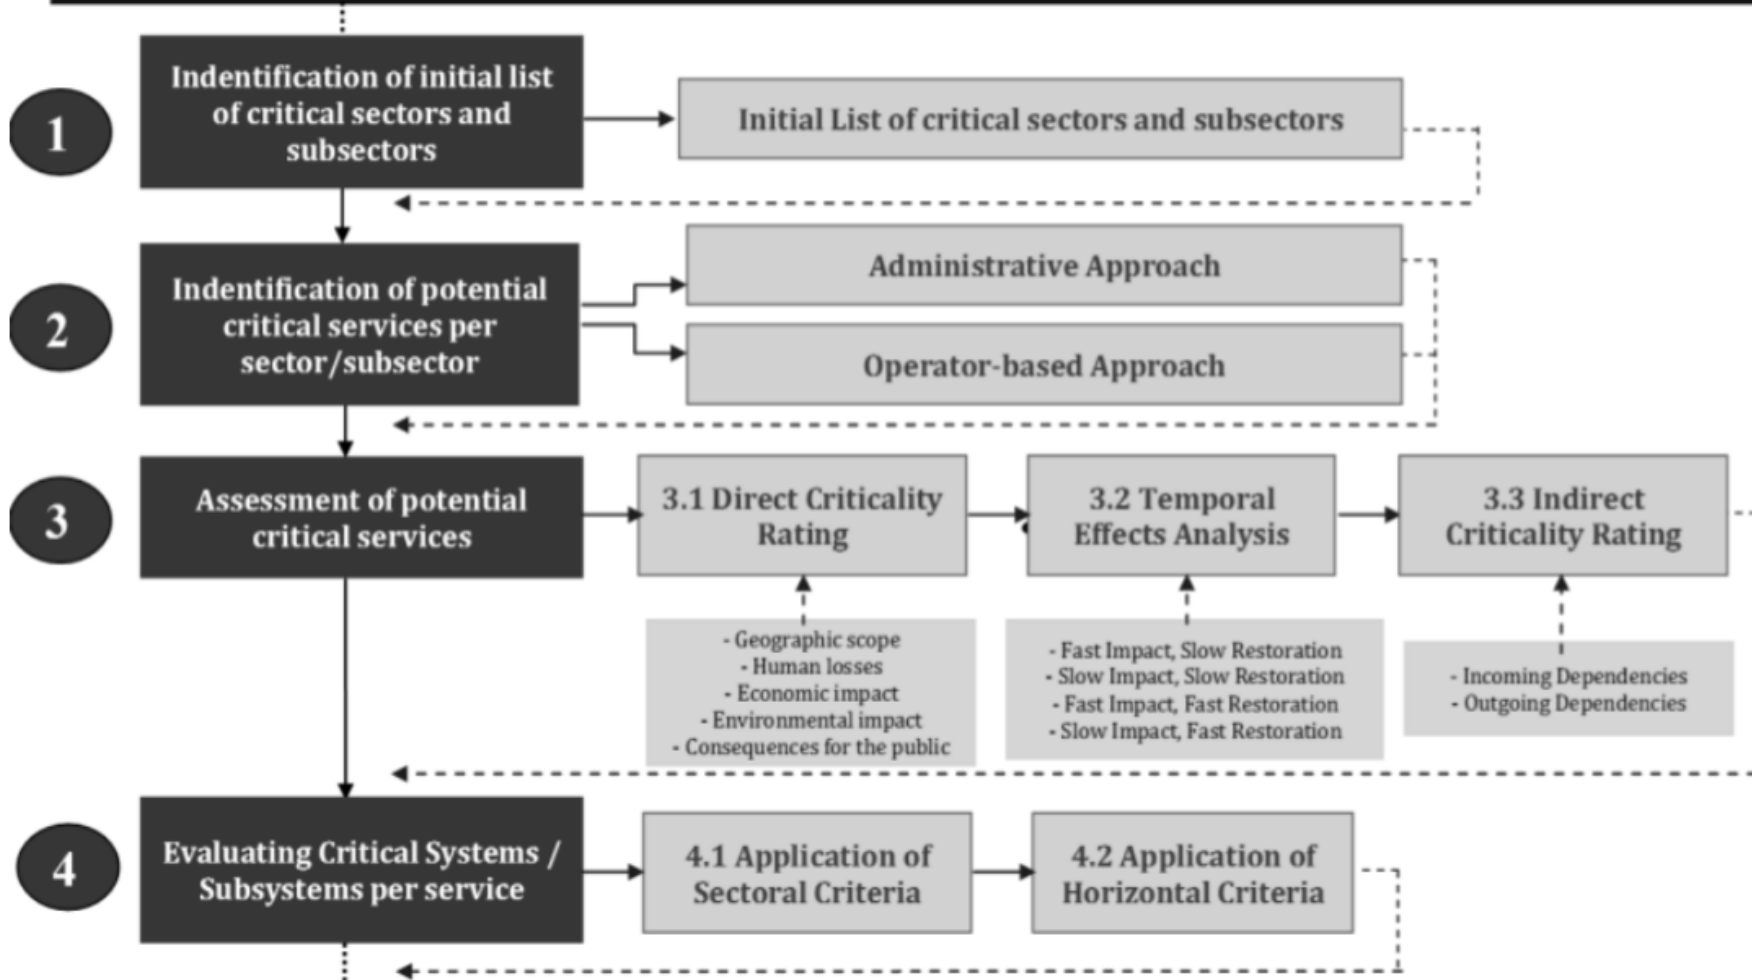 1
Indentification of initial list
of critical sectors and
subsectors
Initial List of critical sectors and subsectors
2
Indentification of potential
critical services per
sector/subsector
Administrative Approach
Operator-based Approach
3
Assessment of potential
critical services
3.1 Direct Criticality
Rating
3.2 Temporal
Effects Analysis
3.3 Indirect
Criticality Rating
- Geographic scope
- Human losses
- Economic impact
- Environmental impact
- Consequences for the public
- Fast Impact, Slow Restoration
- Slow Impact, Slow Restoration
- Fast Impact, Fast Restoration
- Slow Impact, Fast Restoration
- Incoming Dependencies
- Outgoing Dependencies
4
Evaluating Critical Systems /
Subsystems per service
4.1 Application of
Sectoral Criteria
4.2 Application of
Horizontal Criteria